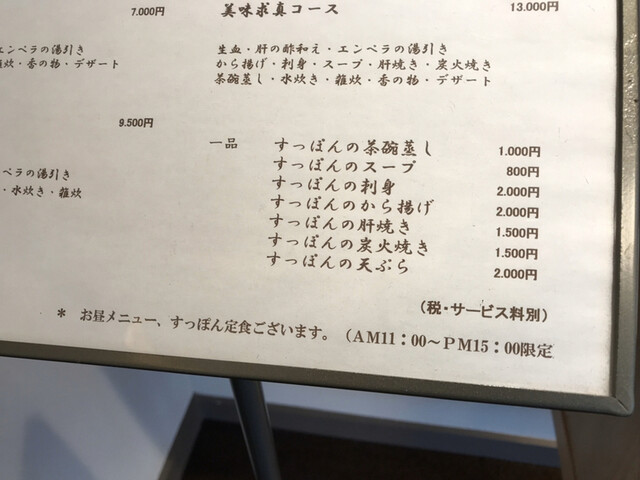 7.000円
エンペラの湯引き
雑炊・香の物・デザート
9.500円
ペラの湯引き
・水炊き・雑炊
美味求真コース 13.000円
生血・肝の酢和え・エンペラの湯引き
から揚げ・刺身・スープ・肝焼き・炭火焼き
茶碗蒸し・水炊き・雑炊・香の物・デザート
一品 すっぽんの茶碗蒸し 1.000円
すっぽんのスープ 800円
すっぽんの刺身 2.000円
すっぽんのから揚げ 2.000円
すっぽんの肝焼き 1.500円
すっぽんの炭火焼き 1.500円
すっぽんの天ぷら 2.000円
（税・サービス料別）
＊ お昼メニュー、すっぽん定食ございます。（ＡＭ11：00～ＰＭ15：00限定